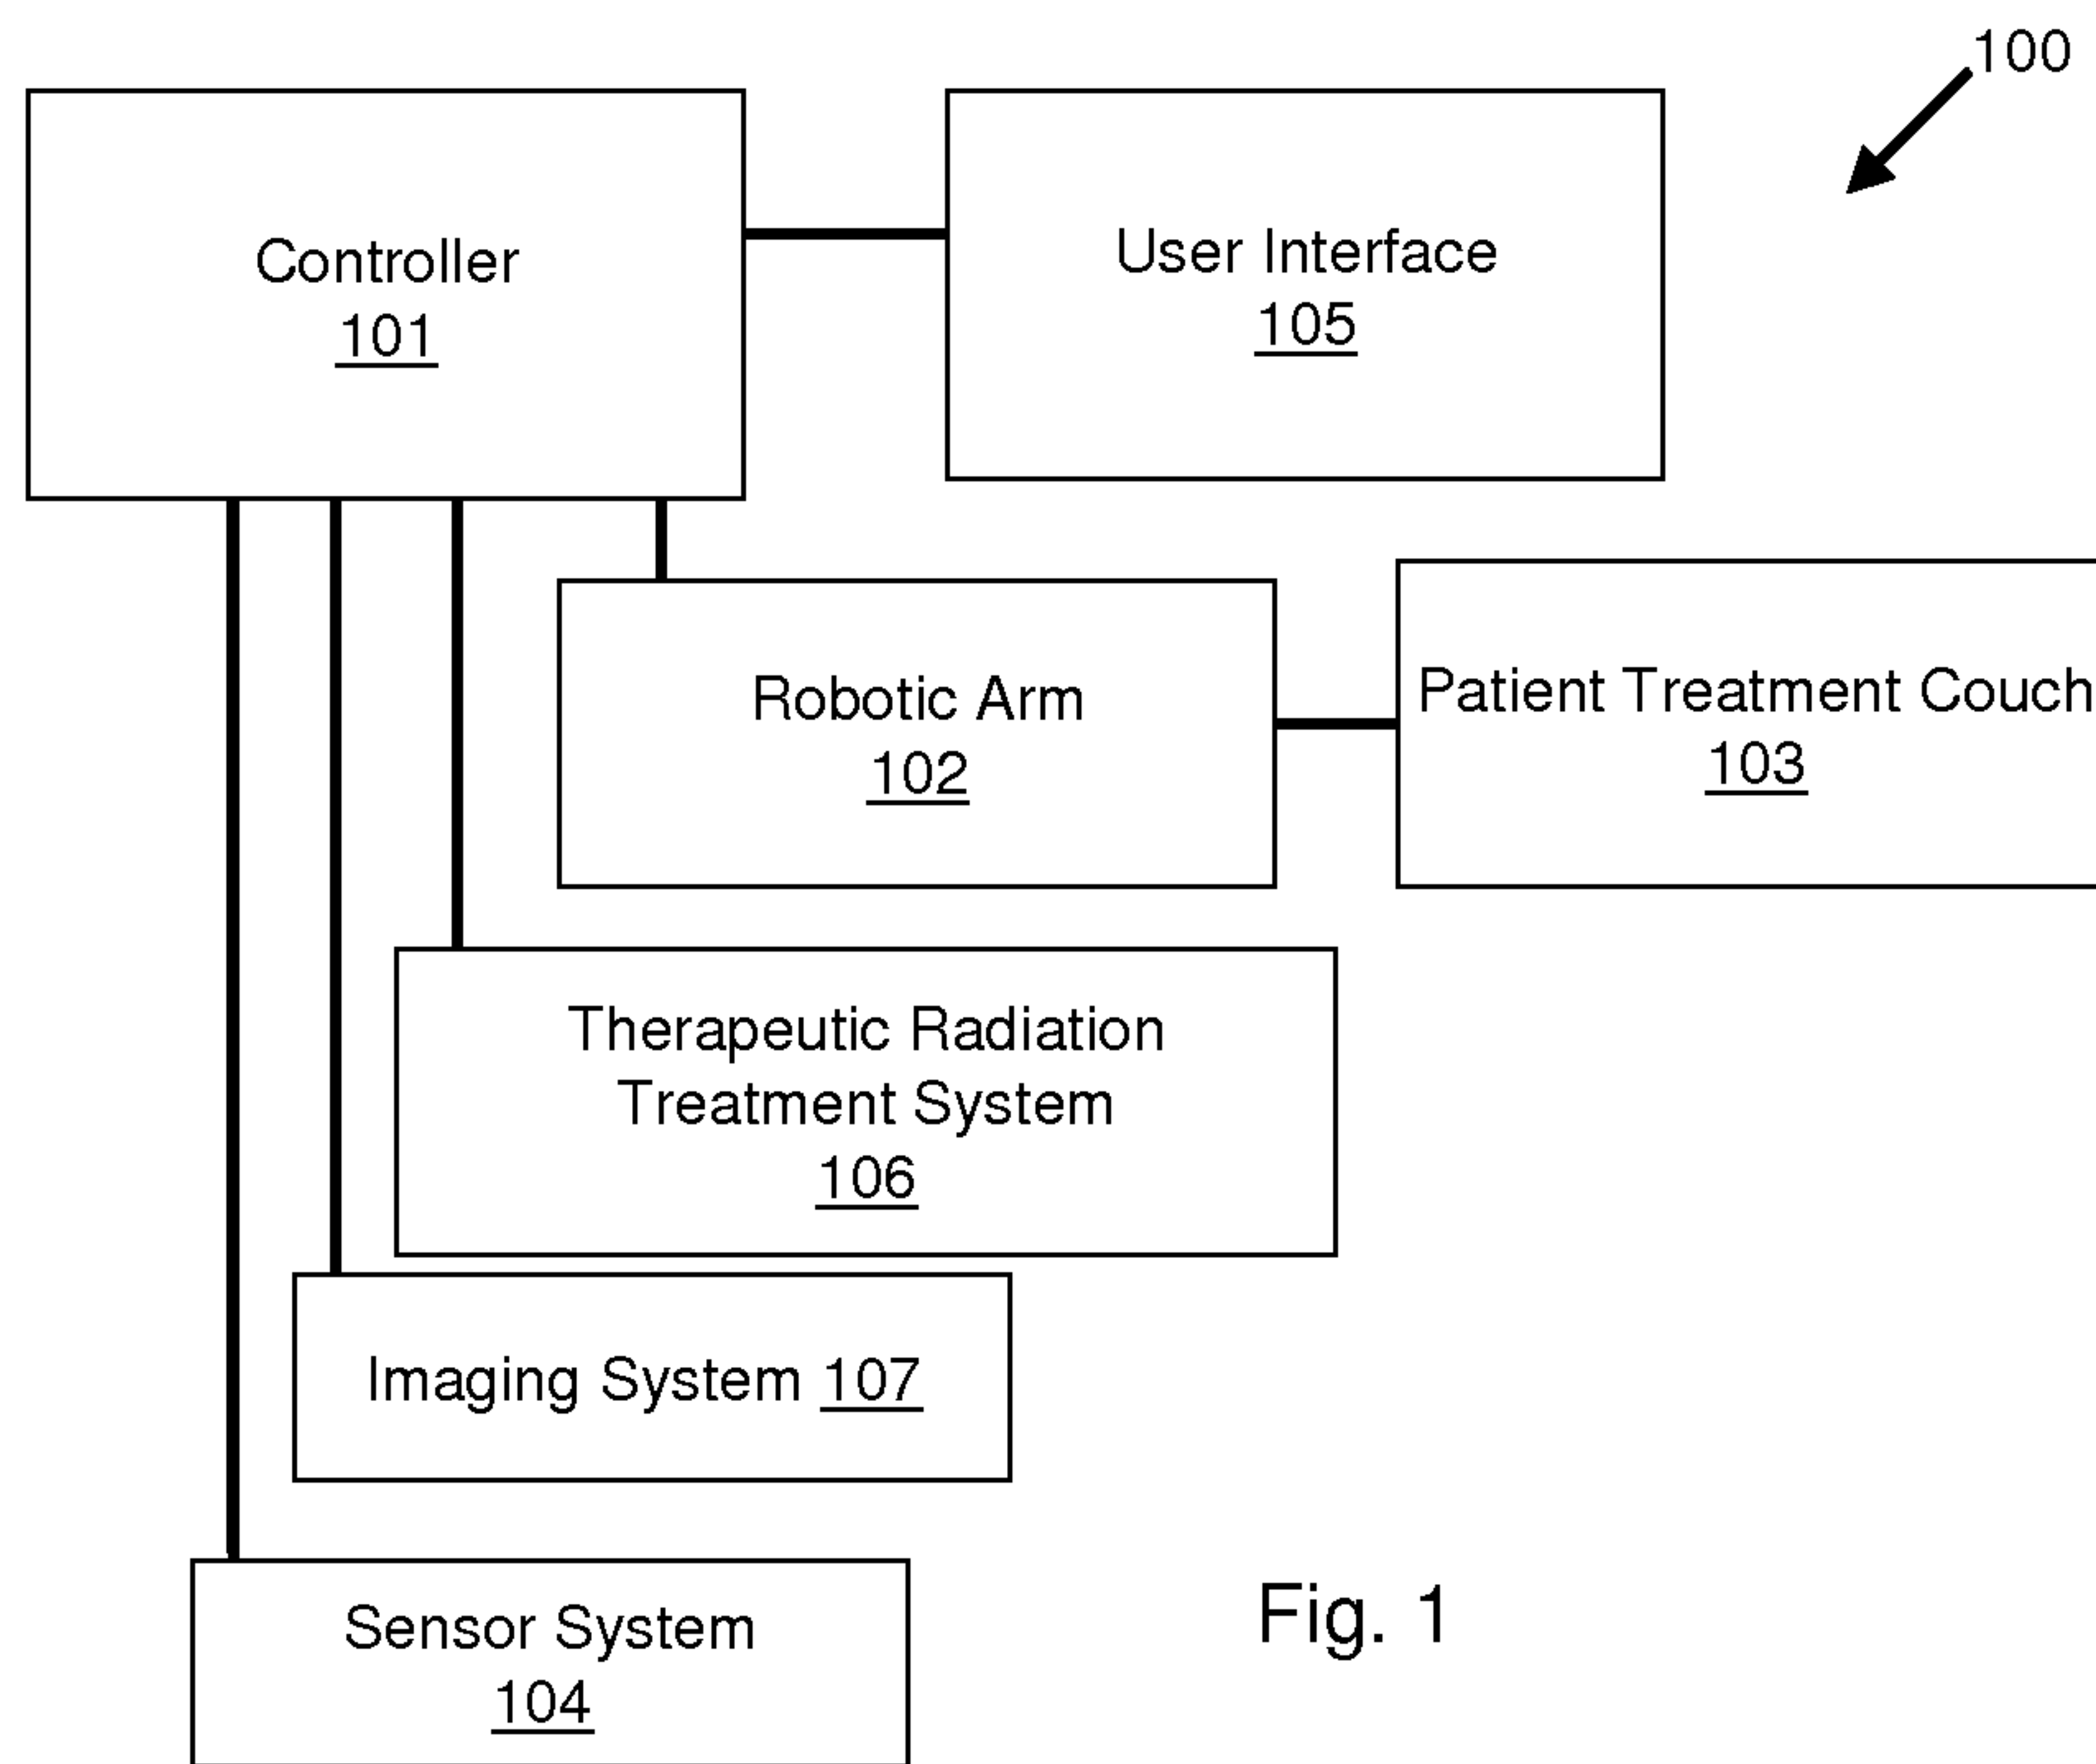 100
Controller
101
User Interface
105
Robotic Arm
102
Patient Treatment Couch
103
Therapeutic Radiation
Treatment System
106
Imaging System 107
Sensor System
104
Fig. 1